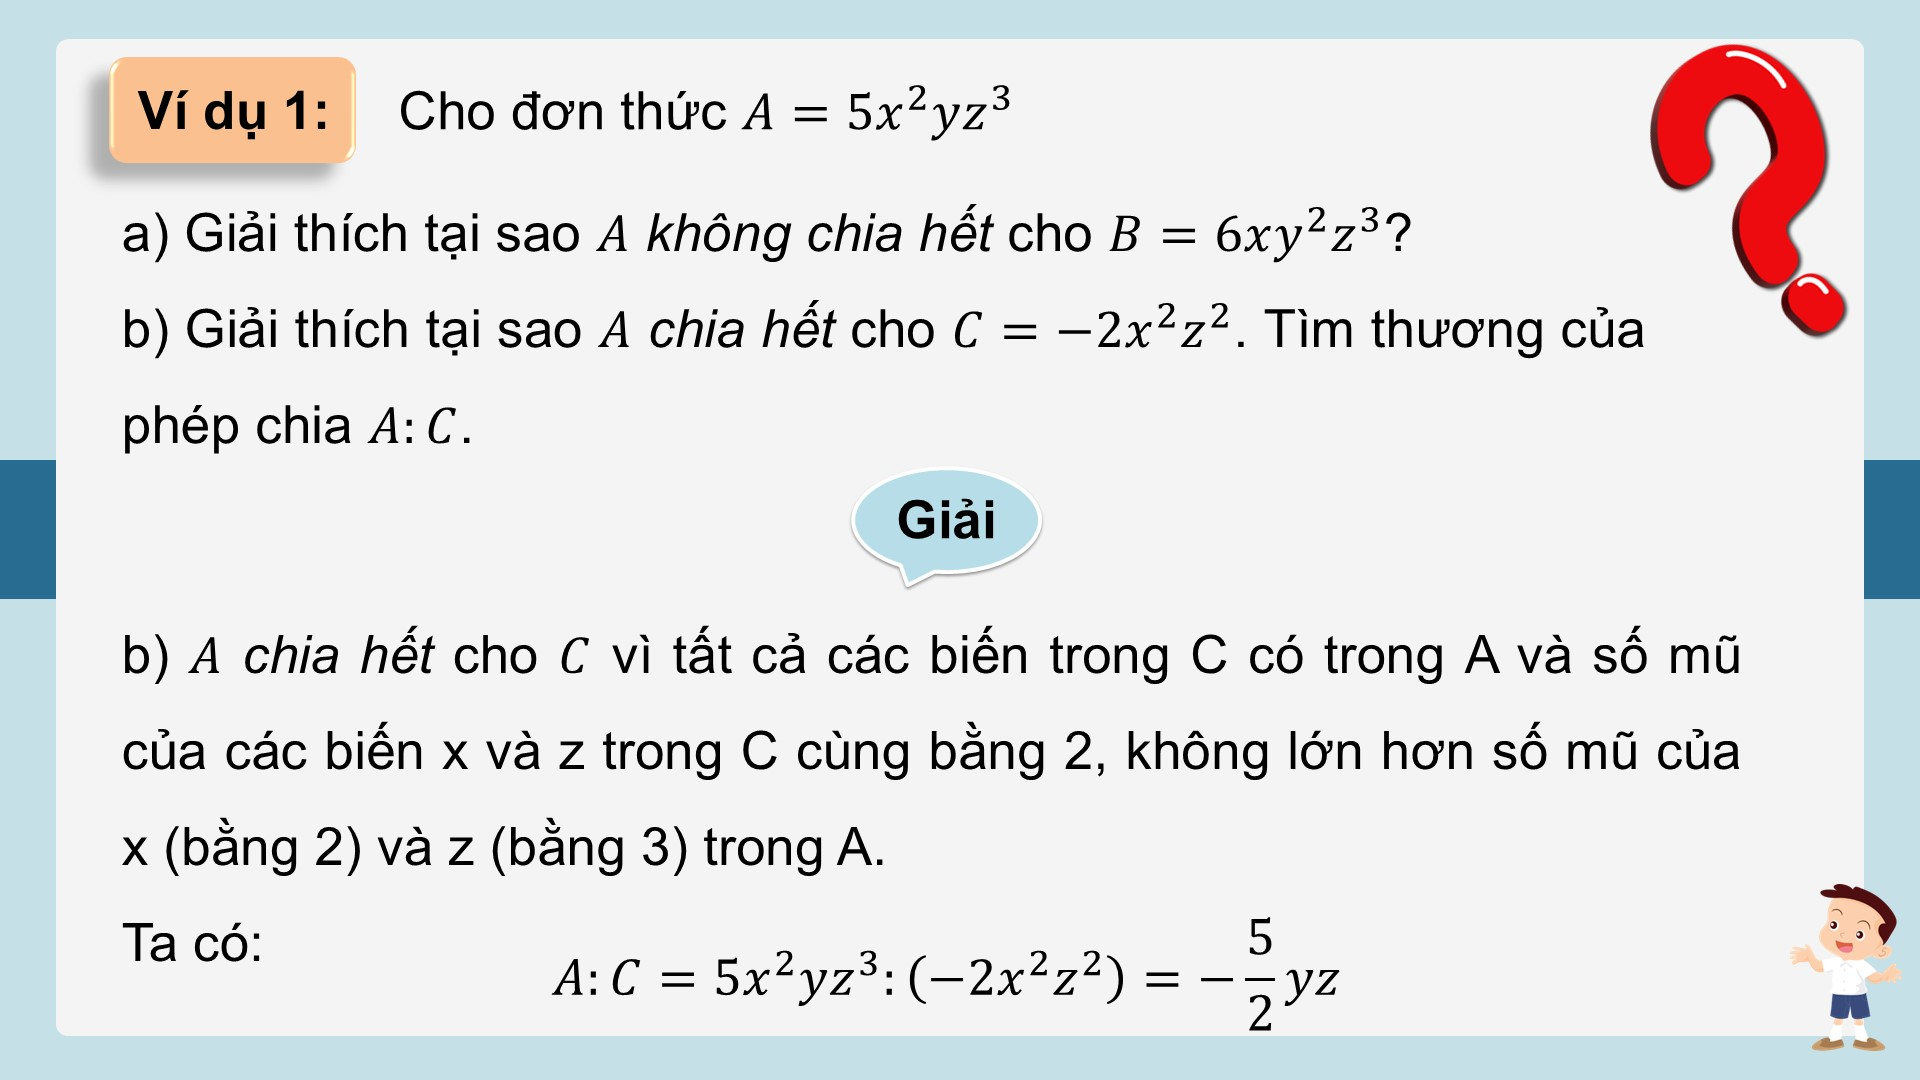 Ví dụ 1: Cho đơn thức A = 5x²yz³
a) Giải thích tại sao A không chia hết cho B = 6xy²z³?
b) Giải thích tại sao A chia hết cho C = −2x²z². Tìm thương của
phép chia A: C.
Giải
b) A chia hết cho C vì tất cả các biến trong C có trong A và số mũ
của các biến x và z trong C cùng bằng 2, không lớn hơn số mũ của
x (bằng 2) và z (bằng 3) trong A.
Ta có:
A: C = 5x²yz³: (−2x²z²) = −5/2 yz